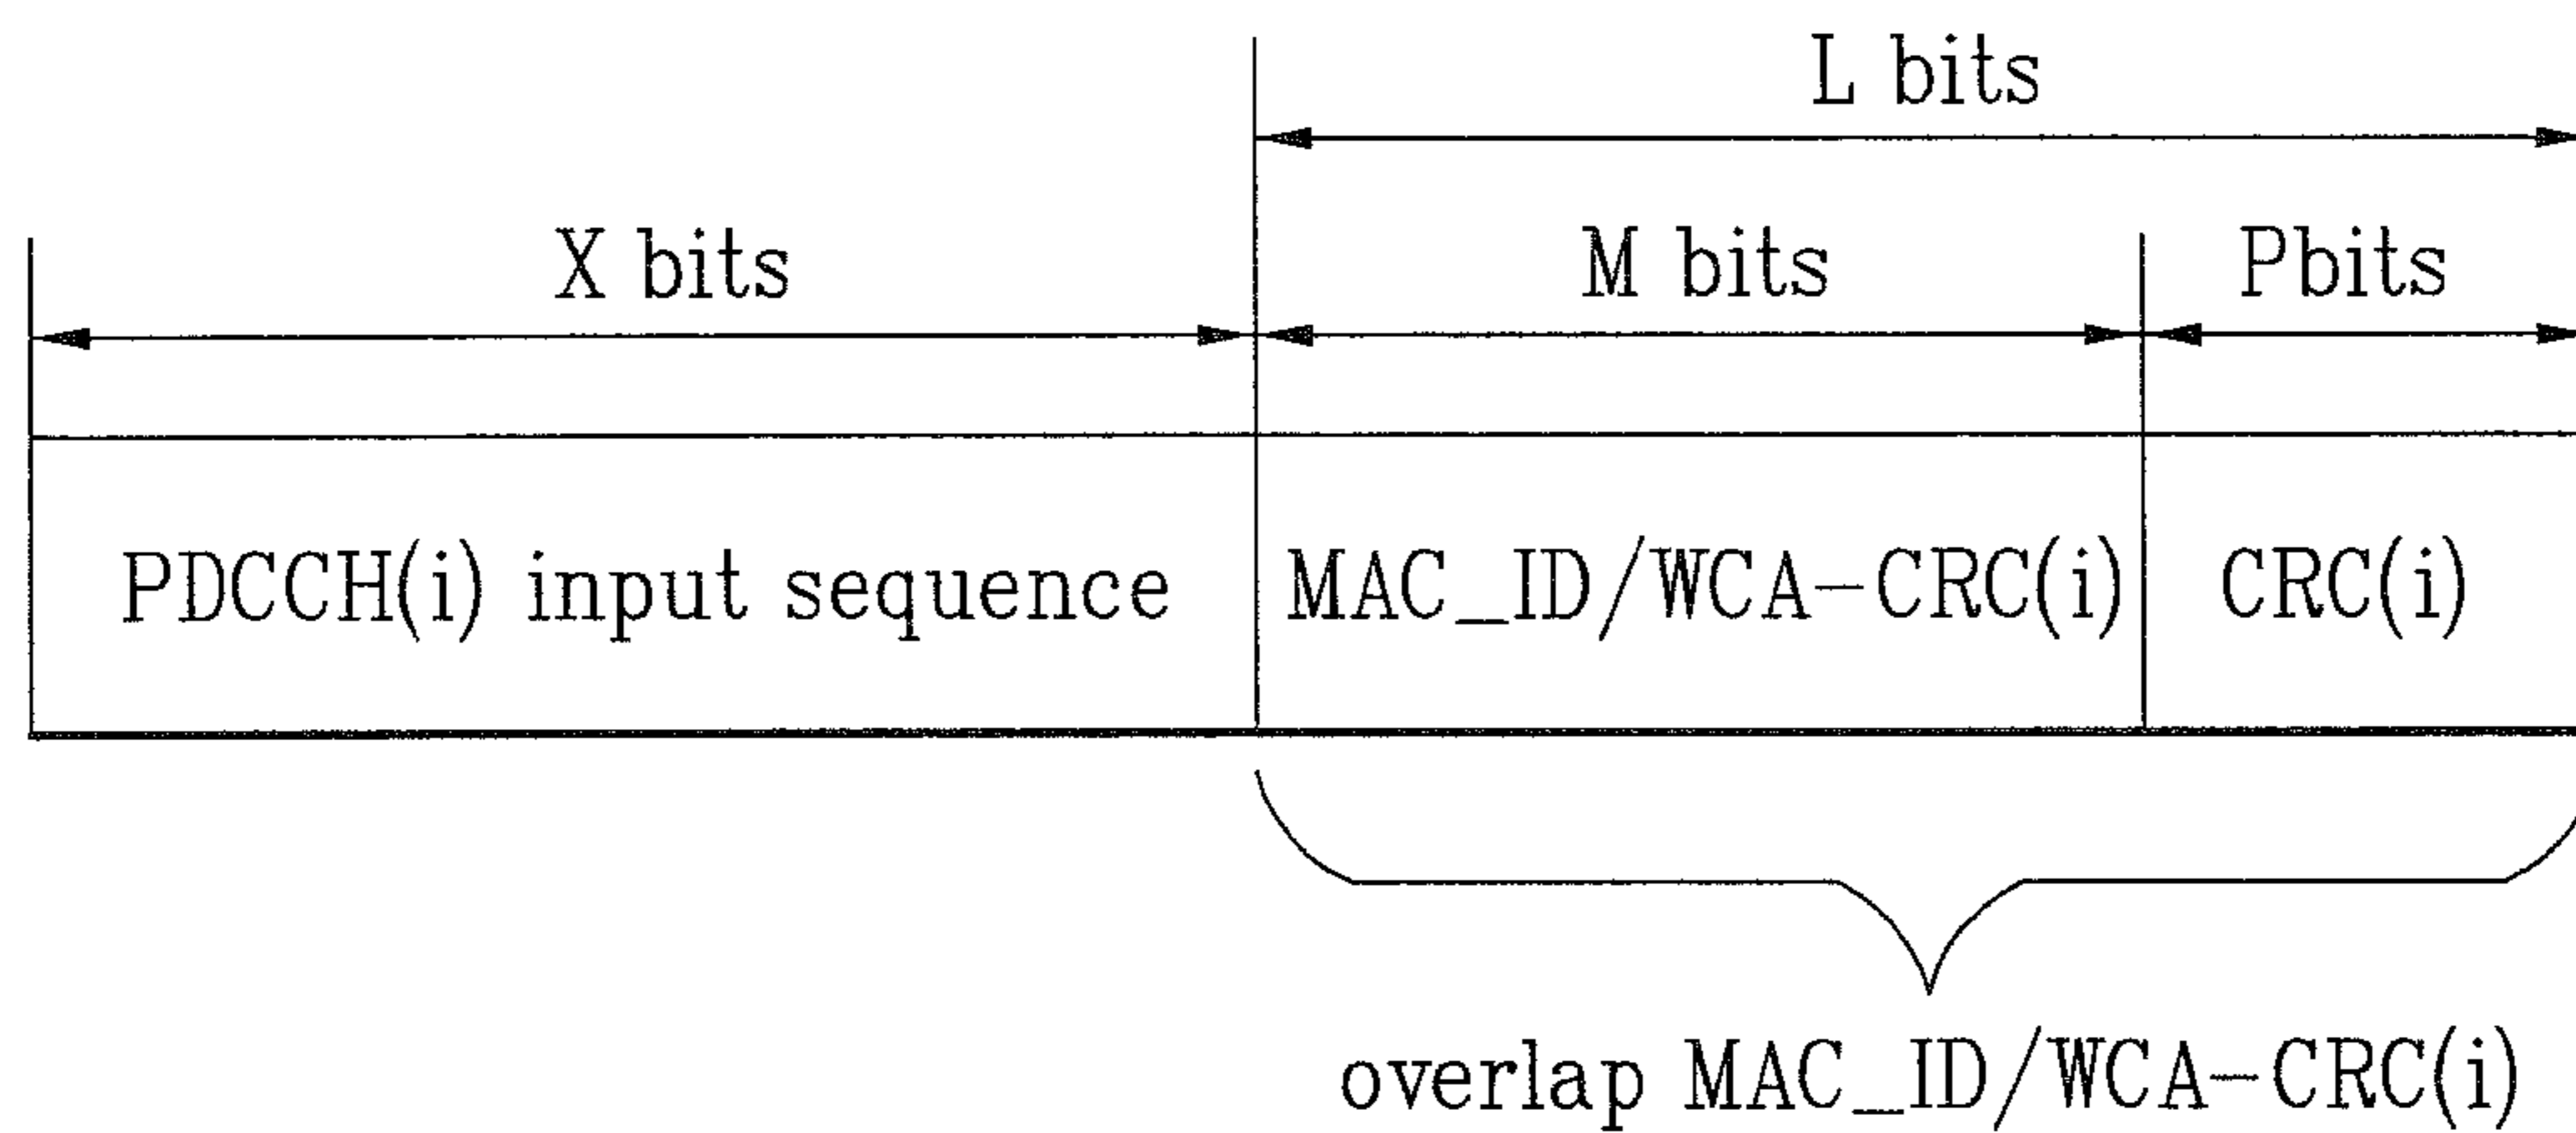 L bits
X bits M bits Pbits
PDCCH(i) input sequence MAC_ID/WCA-CRC(i) CRC(i)
overlap MAC_ID/WCA-CRC(i)